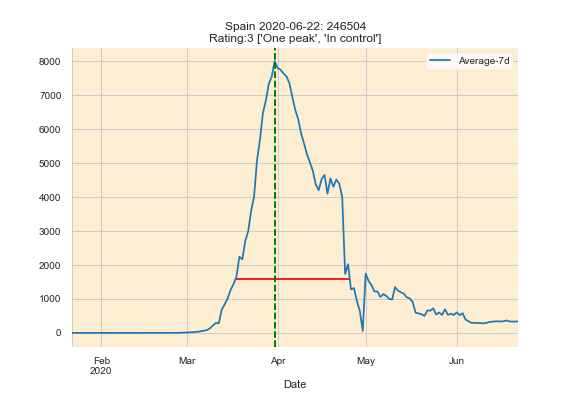 Spain 2020-06-22: 246504
Rating:3 ['One peak', 'In control']
Average-7d
8000
7000
6000
5000
4000
3000
2000
1000
0
Feb
2020
Mar
Apr
May
Jun
Date